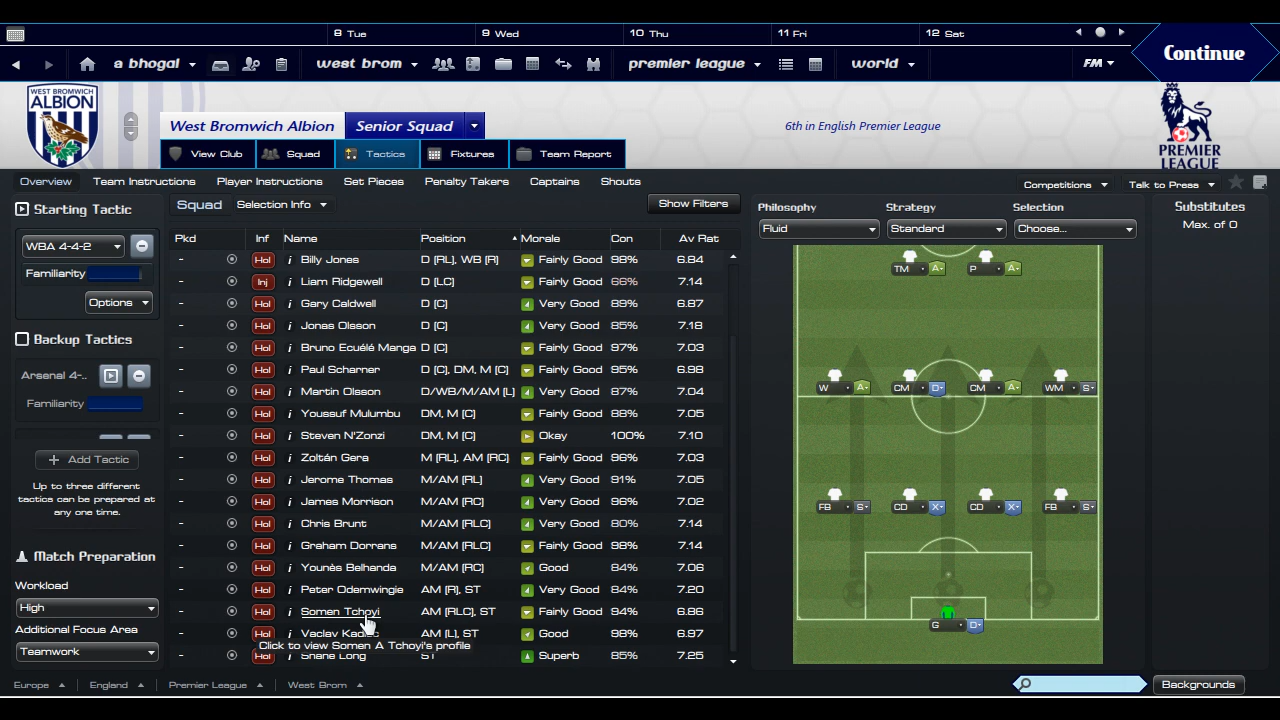 8 Tue 9 Wed 10 Thu 11 Fri 12 Sat
Continue
a bhogal west brom premier league world FM
WEST BROMWICH
ALBION
West Bromwich Albion Senior Squad 6th in English Premier League
PREMIER
LEAGUE
View Club Squad Tactics Fixtures Team Report
Overview Team Instructions Player Instructions Set Pieces Penalty Takers Captains Shouts Competitions Talk to Press
Starting Tactic
WBA 4-4-2
Familiarity
Options
Backup Tactics
Arsenal 4-..
Familiarity
Add Tactic
Up to three different
tactics can be prepared at
any one time.
Match Preparation
Workload
High
Additional Focus Area
Teamwork
Squad Selection Info Show Filters
Pkd Inf Name Position Morale Con Av Rat
- Hol i Billy Jones D [RL], WB [R] Fairly Good 98% 6.84
- Inj i Liam Ridgewell D [LC] Fairly Good 66% 7.14
- Hol i Gary Caldwell D [C] Very Good 89% 6.87
- Hol i Jonas Olsson D [C] Very Good 85% 7.18
- Hol i Bruno Ecuélé Manga D [C] Fairly Good 97% 7.03
- Hol i Paul Scharner D [C], DM, M [C] Fairly Good 95% 6.98
- Hol i Martin Olsson D/WB/M/AM [L] Very Good 87% 7.04
- Hol i Youssuf Mulumbu DM, M [C] Fairly Good 88% 7.05
- Hol i Steven N'Zonzi DM, M [C] Okay 100% 7.10
- Hol i Zoltán Gera M [RL], AM [RC] Fairly Good 96% 7.03
- Hol i Jerome Thomas M/AM [RL] Very Good 91% 7.05
- Hol i James Morrison M/AM [RC] Very Good 96% 7.02
- Hol i Chris Brunt M/AM [RLC] Very Good 80% 7.14
- Hol i Graham Dorrans M/AM [RLC] Fairly Good 98% 7.14
- Hol i Younès Belhanda M/AM [RC] Good 84% 7.06
- Hol i Peter Odemwingie AM [R], ST Very Good 84% 7.20
- Hol i Somen Tchoyi AM [RLC], ST Fairly Good 94% 6.86
- Hol i Vaclav Kadlec AM [L], ST Good 98% 6.97
Click to view Somen A Tchoyi's profile
- Hol Shane Long ST Superb 85% 7.25
Philosophy Strategy Selection
Fluid Standard Choose...
TM A P A
W A CM D CM A WM S
FB S CD X CD X FB S
G D
Substitutes
Max. of 0
Europe England Premier League West Brom Backgrounds